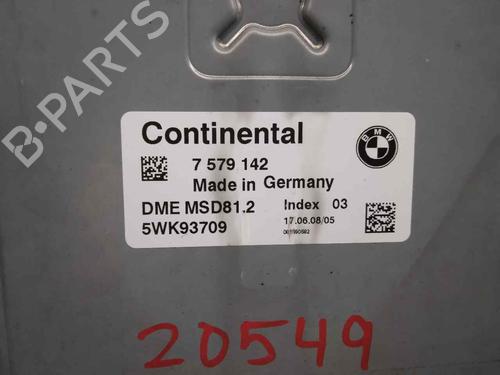 B-PARTS
Continental
BMW
7 579 142
Made in Germany
DME MSD81.2 Index 03
5WK93709 17.06.08/05
20549